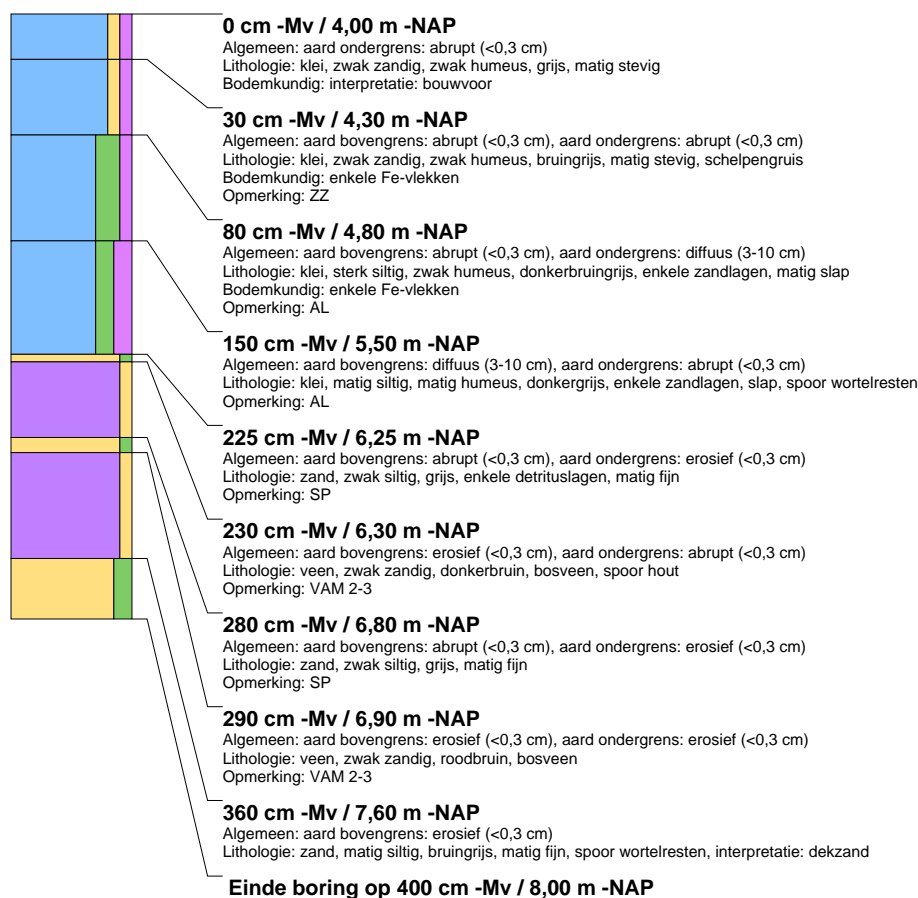 0 cm -Mv / 4,00 m -NAP
Algemeen: aard ondergrens: abrupt (<0,3 cm)
Lithologie: klei, zwak zandig, zwak humeus, grijs, matig stevig
Bodemkundig: interpretatie: bouwvoor
30 cm -Mv / 4,30 m -NAP
Algemeen: aard bovengrens: abrupt (<0,3 cm), aard ondergrens: abrupt (<0,3 cm)
Lithologie: klei, zwak zandig, zwak humeus, bruingrijs, matig stevig, schelpengruis
Bodemkundig: enkele Fe-vlekken
Opmerking: ZZ
80 cm -Mv / 4,80 m -NAP
Algemeen: aard bovengrens: abrupt (<0,3 cm), aard ondergrens: diffuus (3-10 cm)
Lithologie: klei, sterk siltig, zwak humeus, donkerbruingrijs, enkele zandlagen, matig slap
Bodemkundig: enkele Fe-vlekken
Opmerking: AL
150 cm -Mv / 5,50 m -NAP
Algemeen: aard bovengrens: diffuus (3-10 cm), aard ondergrens: abrupt (<0,3 cm)
Lithologie: klei, matig siltig, matig humeus, donkergrijs, enkele zandlagen, slap, spoor wortelresten
Opmerking: AL
225 cm -Mv / 6,25 m -NAP
Algemeen: aard bovengrens: abrupt (<0,3 cm), aard ondergrens: erosief (<0,3 cm)
Lithologie: zand, zwak siltig, grijs, enkele detrituslagen, matig fijn
Opmerking: SP
230 cm -Mv / 6,30 m -NAP
Algemeen: aard bovengrens: erosief (<0,3 cm), aard ondergrens: abrupt (<0,3 cm)
Lithologie: veen, zwak zandig, donkerbruin, bosveen, spoor hout
Opmerking: VAM 2-3
280 cm -Mv / 6,80 m -NAP
Algemeen: aard bovengrens: abrupt (<0,3 cm), aard ondergrens: erosief (<0,3 cm)
Lithologie: zand, zwak siltig, grijs, matig fijn
Opmerking: SP
290 cm -Mv / 6,90 m -NAP
Algemeen: aard bovengrens: erosief (<0,3 cm), aard ondergrens: erosief (<0,3 cm)
Lithologie: veen, zwak zandig, roodbruin, bosveen
Opmerking: VAM 2-3
360 cm -Mv / 7,60 m -NAP
Algemeen: aard bovengrens: erosief (<0,3 cm)
Lithologie: zand, matig siltig, bruingrijs, matig fijn, spoor wortelresten, interpretatie: dekzand
Einde boring op 400 cm -Mv / 8,00 m -NAP